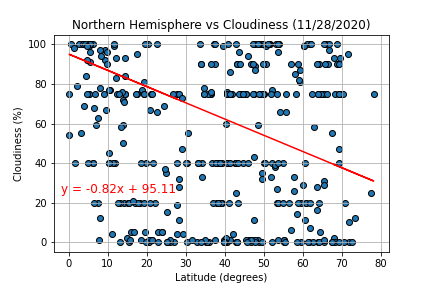 Northern Hemisphere vs Cloudiness (11/28/2020)
100
80
60
40
20
0
Cloudiness (%)
y = -0.82x + 95.11
0 10 20 30 40 50 60 70 80
Latitude (degrees)